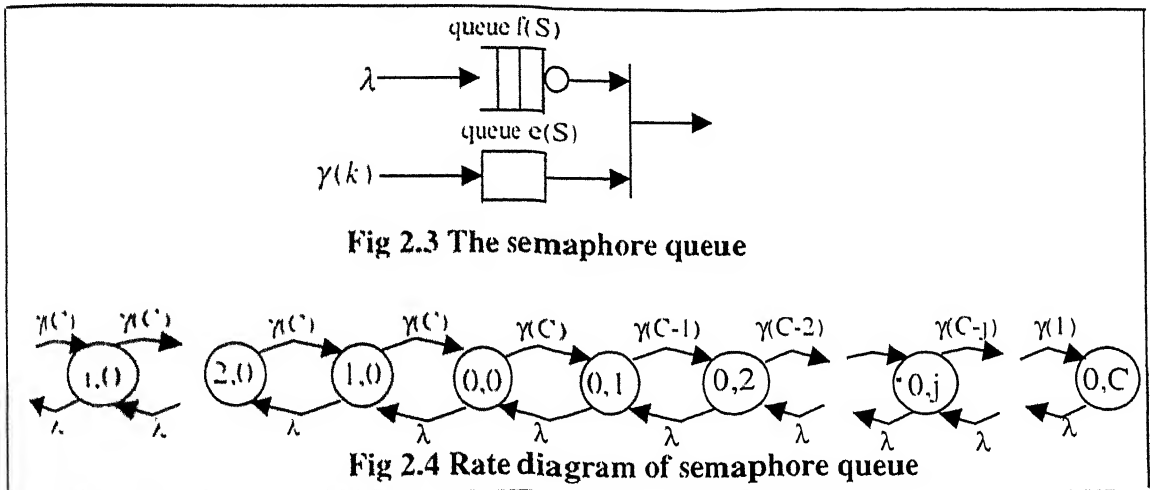 queue f(S)
λ
queue e(S)
γ(k)
Fig 2.3 The semaphore queue
γ(C) γ(C) γ(C) γ(C) γ(C) γ(C-1) γ(C-2) γ(C-j) γ(1)
i,0 2,0 1,0 0,0 0,1 0,2 0,j 0,C
λ λ λ λ λ λ λ λ λ λ
Fig 2.4 Rate diagram of semaphore queue